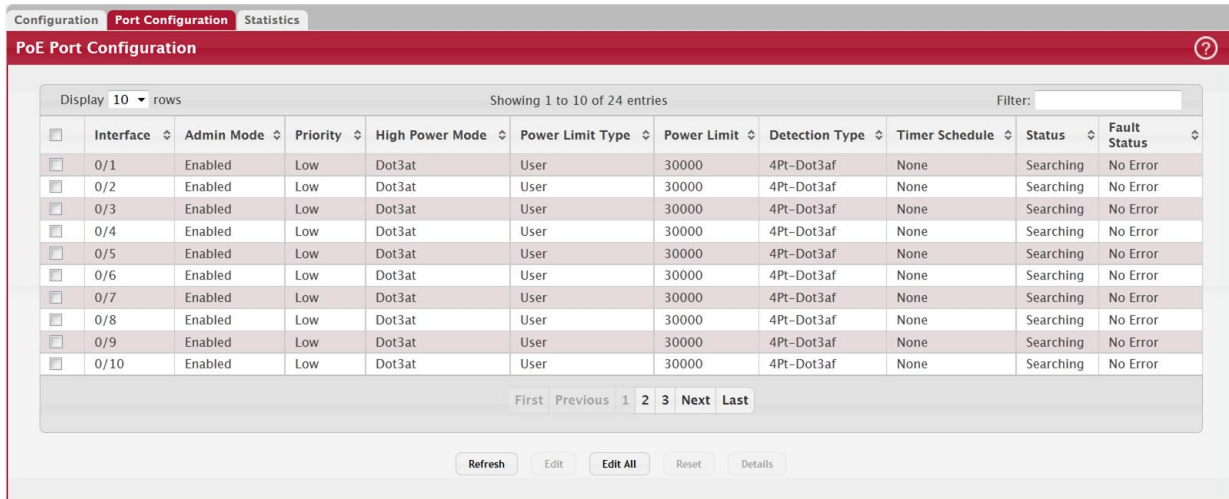 Configuration Port Configuration Statistics
PoE Port Configuration ?
Display 10 rows Showing 1 to 10 of 24 entries Filter:
Interface Admin Mode Priority High Power Mode Power Limit Type Power Limit Detection Type Timer Schedule Status Fault Status
0/1 Enabled Low Dot3at User 30000 4Pt-Dot3af None Searching No Error
0/2 Enabled Low Dot3at User 30000 4Pt-Dot3af None Searching No Error
0/3 Enabled Low Dot3at User 30000 4Pt-Dot3af None Searching No Error
0/4 Enabled Low Dot3at User 30000 4Pt-Dot3af None Searching No Error
0/5 Enabled Low Dot3at User 30000 4Pt-Dot3af None Searching No Error
0/6 Enabled Low Dot3at User 30000 4Pt-Dot3af None Searching No Error
0/7 Enabled Low Dot3at User 30000 4Pt-Dot3af None Searching No Error
0/8 Enabled Low Dot3at User 30000 4Pt-Dot3af None Searching No Error
0/9 Enabled Low Dot3at User 30000 4Pt-Dot3af None Searching No Error
0/10 Enabled Low Dot3at User 30000 4Pt-Dot3af None Searching No Error
First Previous 1 2 3 Next Last
Refresh Edit Edit All Reset Details